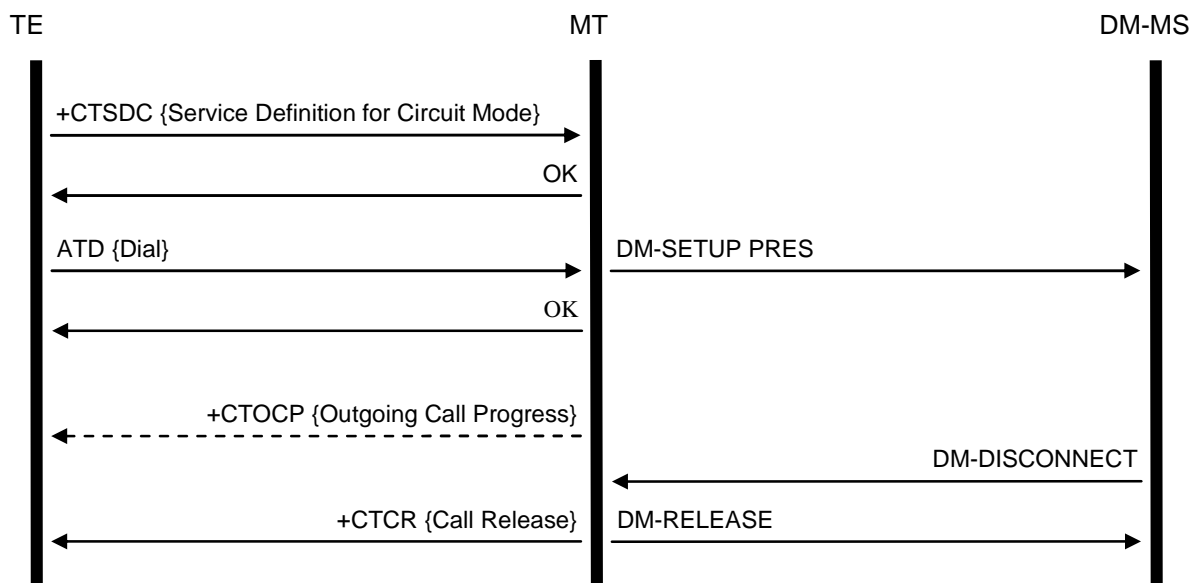 TE MT DM-MS
+CTSDC {Service Definition for Circuit Mode}
OK
ATD {Dial} DM-SETUP PRES
OK
+CTOCP {Outgoing Call Progress}
DM-DISCONNECT
+CTCR {Call Release} DM-RELEASE